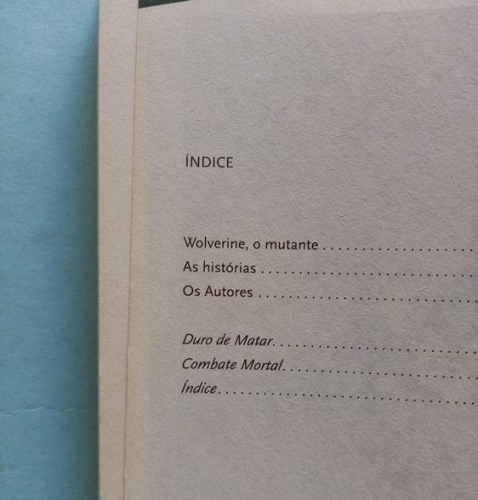 ÍNDICE
Wolverine, o mutante ....................
As histórias ............................
Os Autores ............................
Duro de Matar............................
Combate Mortal............................
Índice....................................